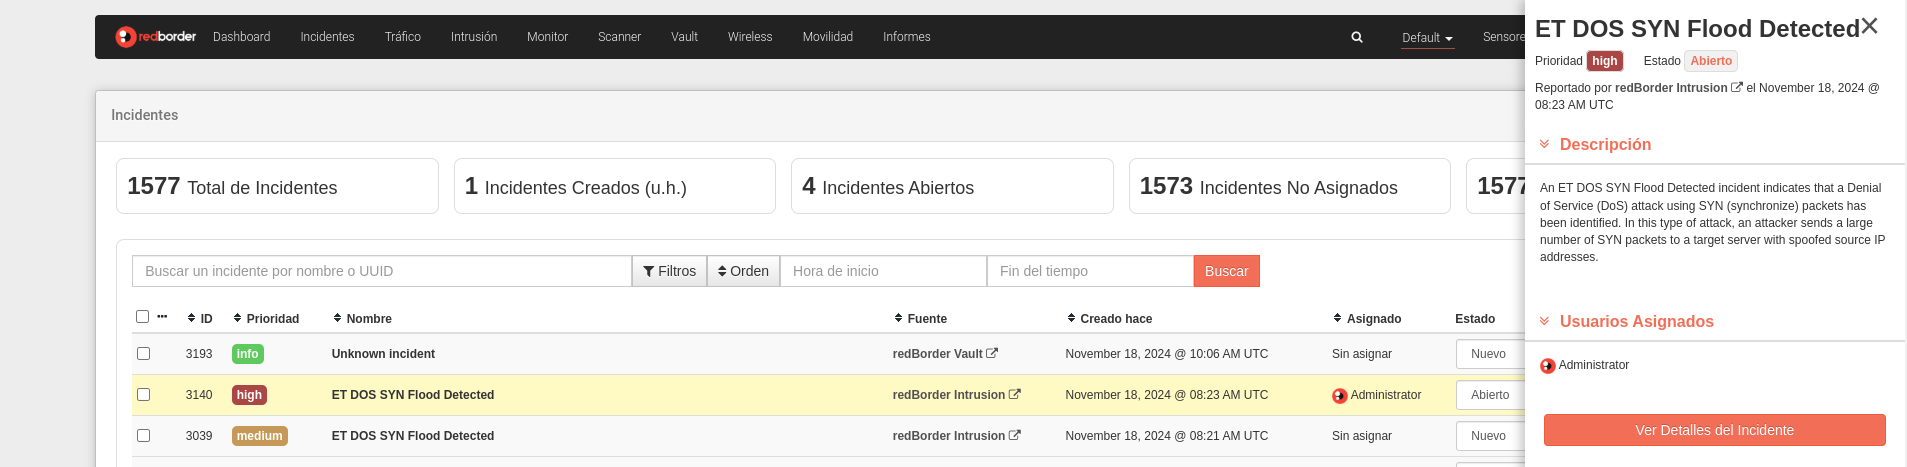 redborder Dashboard Incidentes Tráfico Intrusión Monitor Scanner Vault Wireless Movilidad Informes Default
Incidentes
1577 Total de Incidentes
1 Incidentes Creados (u.h.)
4 Incidentes Abiertos
1573 Incidentes No Asignados
Buscar un incidente por nombre o UUID Filtros Orden Hora de inicio Fin del tiempo Buscar
ID Prioridad Nombre Fuente Creado hace Asignado Estado
3193 info Unknown incident redBorder Vault November 18, 2024 @ 10:06 AM UTC Sin asignar Nuevo
3140 high ET DOS SYN Flood Detected redBorder Intrusion November 18, 2024 @ 08:23 AM UTC Administrator Abierto
3039 medium ET DOS SYN Flood Detected redBorder Intrusion November 18, 2024 @ 08:21 AM UTC Sin asignar Nuevo
ET DOS SYN Flood Detected
Prioridad high Estado Abierto
Reportado por redBorder Intrusion el November 18, 2024 @
08:23 AM UTC
Descripción
An ET DOS SYN Flood Detected incident indicates that a Denial
of Service (DoS) attack using SYN (synchronize) packets has
been identified. In this type of attack, an attacker sends a large
number of SYN packets to a target server with spoofed source IP
addresses.
Usuarios Asignados
Administrator
Ver Detalles del Incidente